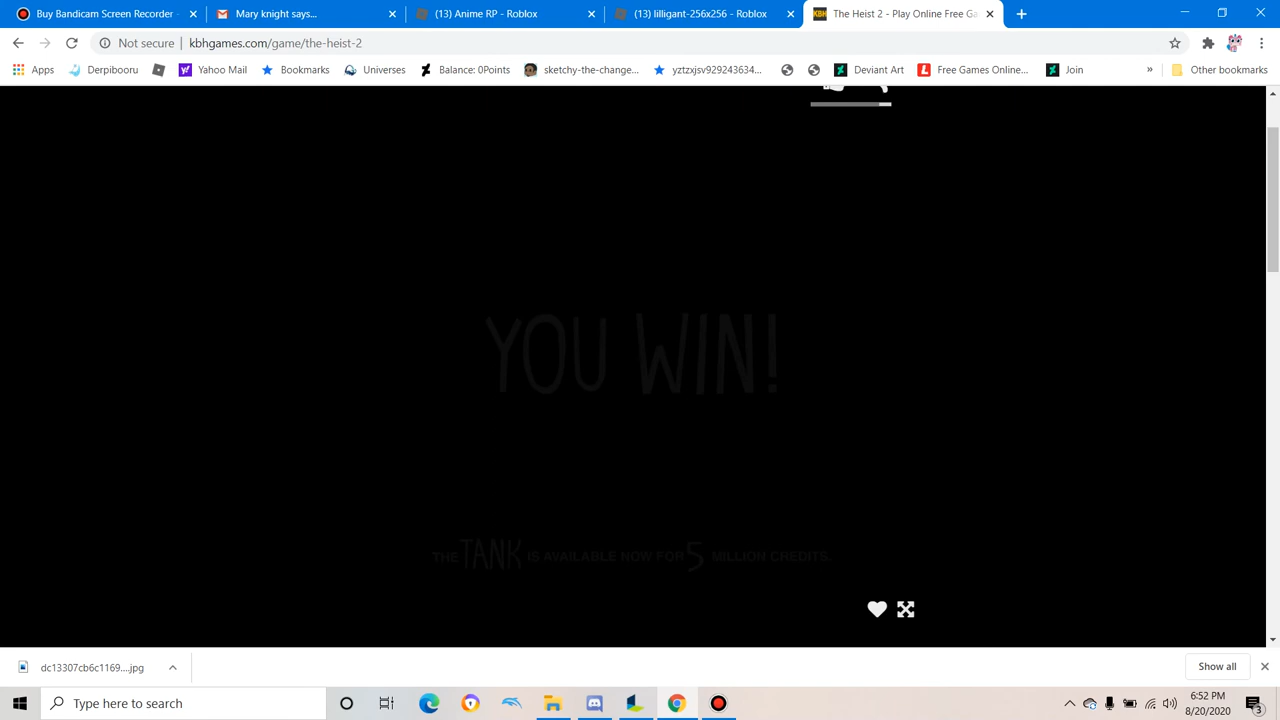 Buy Bandicam Screen Recorder
Mary knight says...
(13) Anime RP - Roblox
(13) lilligant-256x256 - Roblox
KBH
The Heist 2 - Play Online Free Ga
Not secure
kbhgames.com/game/the-heist-2
Apps
Derpibooru
Yahoo Mail
Bookmarks
Universes
Balance: 0Points
sketchy-the-change...
yztzxjsv929243634...
Deviant Art
Free Games Online...
Join
»
Other bookmarks
YOU WIN!
THE TANK IS AVAILABLE NOW FOR 5 MILLION CREDITS.
dc13307cb6c1169....jpg
Show all
Type here to search
6:52 PM
8/20/2020
3